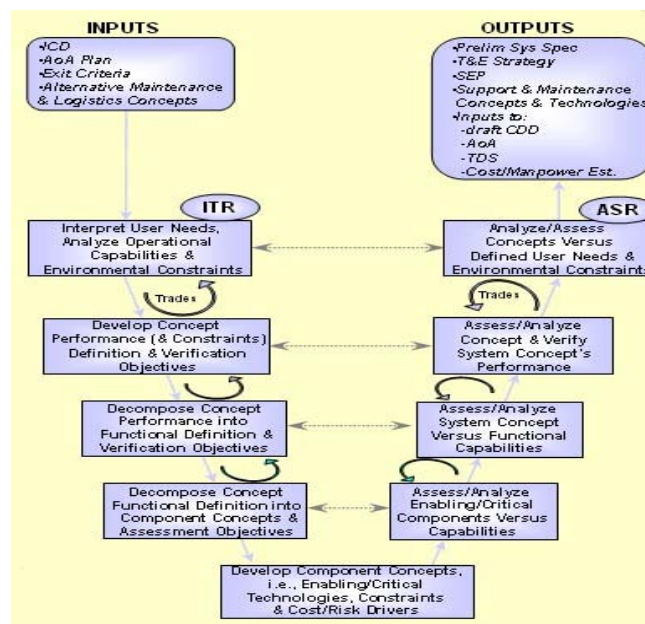 INPUTS
•ICD
•AoA Plan
•Exit Criteria
•Alternative Maintenance
& Logistics Concepts
OUTPUTS
•Prelim Sys Spec
•T&E Strategy
•SEP
•Support & Maintenance
Concepts & Technologies
•Inputs to:
-draft CDD
-AoA
-TDS
-Cost/Manpower Est.
ITR
Interpret User Needs,
Analyze Operational
Capabilities &
Environmental Constraints
ASR
Analyze/Assess
Concepts Versus
Defined User Needs &
Environmental Constraints
Trades
Trades
Develop Concept
Performance (& Constraints)
Definition & Verification
Objectives
Assess/Analyze
Concept & Verify
System Concept's
Performance
Decompose Concept
Performance into
Functional Definition &
Verification Objectives
Assess/Analyze
System Concept
Versus Functional
Capabilities
Decompose Concept
Functional Definition into
Component Concepts &
Assessment Objectives
Assess/Analyze
Enabling/Critical
Components Versus
Capabilities
Develop Component Concepts,
i.e., Enabling/Critical
Technologies, Constraints
& Cost/Risk Drivers